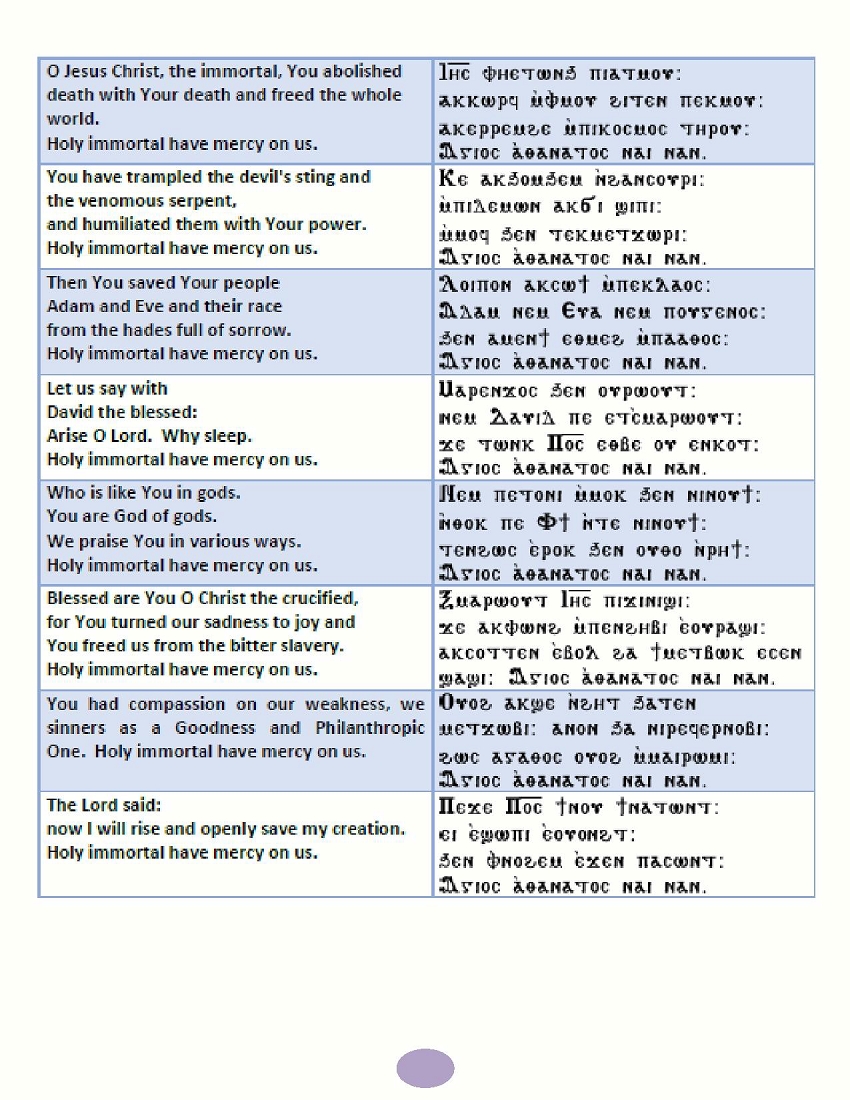 O Jesus Christ, the immortal, You abolished
death with Your death and freed the whole
world.
Holy immortal have mercy on us.
Ⲓⲏ̅ⲥ̅ ⲫⲏⲉⲧⲱⲛϧ ⲡⲓⲁⲧⲙⲟⲩ:
ⲁⲕⲕⲱⲣϥ ⲙ̀ⲫⲙⲟⲩ ϩⲓⲧⲉⲛ ⲡⲉⲕⲙⲟⲩ:
ⲁⲕⲉⲣⲣⲉⲙϩⲉ ⲙ̀ⲡⲓⲕⲟⲥⲙⲟⲥ ⲧⲏⲣⲟⲩ:
Ⲁⲅⲓⲟⲥ ⲁ̀ⲑⲁⲛⲁⲧⲟⲥ ⲛⲁⲓ ⲛⲁⲛ.
You have trampled the devil's sting and
the venomous serpent,
and humiliated them with Your power.
Holy immortal have mercy on us.
Ⲕⲉ ⲁⲕϧⲟⲙϧⲉⲙ ⲛ̀ϩⲁⲛⲥⲟⲩⲣⲓ:
ⲙ̀ⲡⲓⲇⲉⲙⲱⲛ ⲁⲕϭⲓ ϣⲓⲡⲓ:
ⲙ̀ⲙⲟϥ ϧⲉⲛ ⲧⲉⲕⲙⲉⲧϫⲱⲣⲓ:
Ⲁⲅⲓⲟⲥ ⲁ̀ⲑⲁⲛⲁⲧⲟⲥ ⲛⲁⲓ ⲛⲁⲛ.
Then You saved Your people
Adam and Eve and their race
from the hades full of sorrow.
Holy immortal have mercy on us.
Ⲗⲟⲓⲡⲟⲛ ⲁⲕⲥⲱϯ ⲙ̀ⲡⲉⲕⲗⲁⲟⲥ:
Ⲁⲇⲁⲙ ⲛⲉⲙ Ⲉⲩⲁ ⲛⲉⲙ ⲡⲟⲩⲅⲉⲛⲟⲥ:
ϧⲉⲛ ⲁⲙⲉⲛϯ ⲉⲑⲙⲉϩ ⲙ̀ⲡⲁⲑⲟⲥ:
Ⲁⲅⲓⲟⲥ ⲁ̀ⲑⲁⲛⲁⲧⲟⲥ ⲛⲁⲓ ⲛⲁⲛ.
Let us say with
David the blessed:
Arise O Lord.  Why sleep.
Holy immortal have mercy on us.
Ⲙⲁⲣⲉⲛϫⲟⲥ ϧⲉⲛ ⲟⲩⲣⲱⲟⲩⲧ:
ⲛⲉⲙ Ⲇⲁⲩⲓⲇ ⲡⲉ ⲉⲧⲥ̀ⲙⲁⲣⲱⲟⲩⲧ:
ϫⲉ ⲧⲱⲛⲕ Ⲡⲟ̅ⲥ̅ ⲉⲑⲃⲉ ⲟⲩ ⲉⲛⲕⲟⲧ:
Ⲁⲅⲓⲟⲥ ⲁ̀ⲑⲁⲛⲁⲧⲟⲥ ⲛⲁⲓ ⲛⲁⲛ.
Who is like You in gods.
You are God of gods.
We praise You in various ways.
Holy immortal have mercy on us.
Ⲛⲉⲙ ⲡⲉⲧⲟⲛⲓ ⲙ̀ⲙⲟⲕ ϧⲉⲛ ⲛⲓⲛⲟⲩϯ:
ⲛ̀ⲑⲟⲕ ⲡⲉ Ⲫϯ ⲛ̀ⲧⲉ ⲛⲓⲛⲟⲩϯ:
ⲧⲉⲛϩⲱⲥ ⲉ̀ⲣⲟⲕ ϧⲉⲛ ⲟⲩⲑⲟ ⲛ̀ⲣⲏϯ:
Ⲁⲅⲓⲟⲥ ⲁ̀ⲑⲁⲛⲁⲧⲟⲥ ⲛⲁⲓ ⲛⲁⲛ.
Blessed are You O Christ the crucified,
for You turned our sadness to joy and
You freed us from the bitter slavery.
Holy immortal have mercy on us.
Ⲝⲙⲁⲣⲱⲟⲩⲧ Ⲓⲏ̅ⲥ̅ ⲡⲓϫⲓⲛⲓϣⲓ:
ϫⲉ ⲁⲕⲫⲱⲛϩ ⲙ̀ⲡⲉⲛϩⲏⲃⲓ ⲉ̀ⲟⲩⲣⲁϣⲓ:
ⲁⲕⲥⲟⲧⲧⲉⲛ ⲉ̀ⲃⲟⲗ ϩⲁ ϯⲙⲉⲧⲃⲱⲕ ⲉⲥⲉⲛ
ϣⲁϣⲓ:  Ⲁⲅⲓⲟⲥ ⲁ̀ⲑⲁⲛⲁⲧⲟⲥ ⲛⲁⲓ ⲛⲁⲛ.
You had compassion on our weakness, we
sinners as a Goodness and Philanthropic
One.  Holy immortal have mercy on us.
Ⲟⲩⲟϩ ⲁⲕϣⲉ ⲛ̀ϩⲏⲧ ϧⲁⲧⲉⲛ
ⲙⲉⲧϫⲱⲃⲓ: ⲁⲛⲟⲛ ϧⲁ ⲛⲓⲣⲉϥⲉⲣⲛⲟⲃⲓ:
ϩⲱⲥ ⲁⲅⲁⲑⲟⲥ ⲟⲩⲟϩ ⲙ̀ⲙⲁⲓⲣⲱⲙⲓ:
Ⲁⲅⲓⲟⲥ ⲁ̀ⲑⲁⲛⲁⲧⲟⲥ ⲛⲁⲓ ⲛⲁⲛ.
The Lord said:
now I will rise and openly save my creation.
Holy immortal have mercy on us.
Ⲡⲉϫⲉ Ⲡⲟ̅ⲥ̅ ϯⲛⲟⲩ ϯⲛⲁⲧⲱⲛⲧ:
ⲉⲓ ⲉ̀ϣⲱⲡⲓ ⲉ̀ⲟⲩⲟⲛϩⲧ:
ϧⲉⲛ ⲫ̀ⲛⲟϩⲉⲙ ⲉ̀ϫⲉⲛ ⲡⲁⲥⲱⲛⲧ:
Ⲁⲅⲓⲟⲥ ⲁ̀ⲑⲁⲛⲁⲧⲟⲥ ⲛⲁⲓ ⲛⲁⲛ.